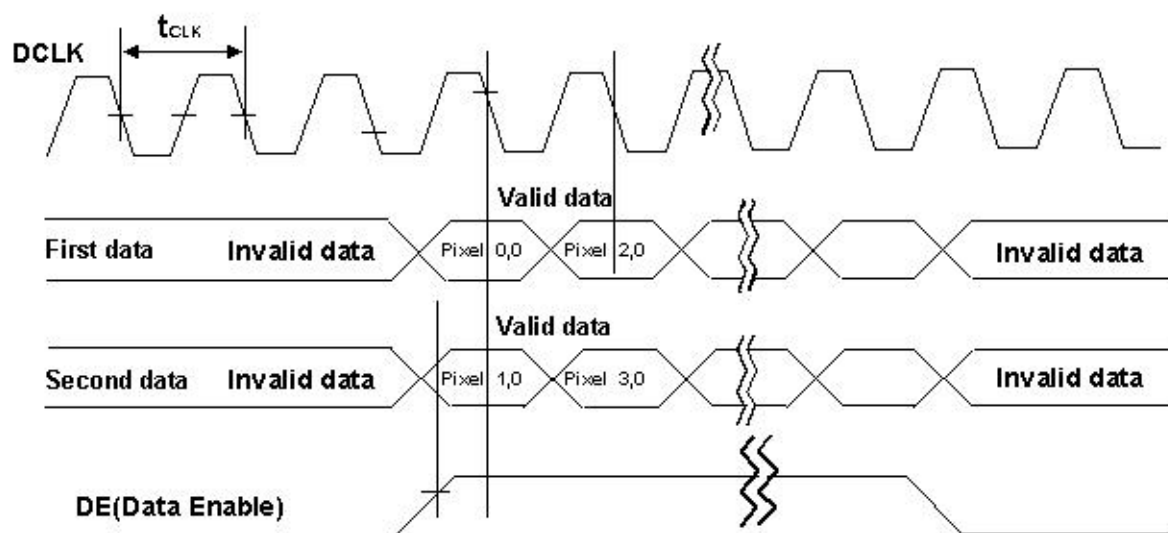 tCLK
DCLK
Valid data
First data Invalid data Pixel 0,0 Pixel 2,0 Invalid data
Valid data
Second data Invalid data Pixel 1,0 Pixel 3,0 Invalid data
DE(Data Enable)